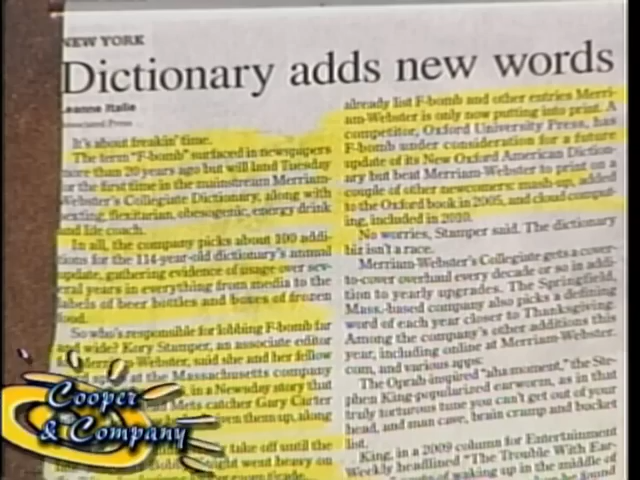 NEW YORK
Dictionary adds new words
Leanne Italie
Associated Press
It's about freakin' time.
The term "F-bomb" surfaced in newspapers
more than 20 years ago but will land Tuesday
for the first time in the mainstream Merriam-
Webster's Collegiate Dictionary, along with
sexting, flexitarian, obesogenic, energy drink
and life coach.
In all, the company picks about 100 addi-
tions for the 114-year-old dictionary's annual
update, gathering evidence of usage over sev-
eral years in everything from media to the
labels of beer bottles and boxes of frozen
food.
So who's responsible for lobbing F-bomb far
and wide? Kory Stamper, an associate editor
Merriam-Webster, said she and her fellow
at the Massachusetts company
in a Newsday story that
Mets catcher Gary Carter
given them up, along
take off until the
went heavy on
already list F-bomb and other entries Merri-
am-Webster is only now putting into print. A
competitor, Oxford University Press, has
F-bomb under consideration for a future
update of its New Oxford American Diction-
ary but beat Merriam-Webster to print on a
couple of other newcomers: mash-up, added
to the Oxford book in 2005, and cloud comput-
ing, included in 2010.
No worries, Stamper said. The dictionary
biz isn't a race.
Merriam-Webster's Collegiate gets a cover-
to-cover overhaul every decade or so in addi-
tion to yearly upgrades. The Springfield,
Mass.-based company also picks a defining
word of each year closer to Thanksgiving.
Among the company's other additions this
year, including online at Merriam-Webster.
com, and various apps:
The Oprah-inspired "aha moment," the Ste-
phen King-popularized earworm, as in that
truly torturous tune you can't get out of your
head, and man cave, brain cramp and bucket
list.
King, in a 2009 column for Entertainment
Weekly headlined "The Trouble With Ear-
of waking up in the middle of
Cooper
& Company